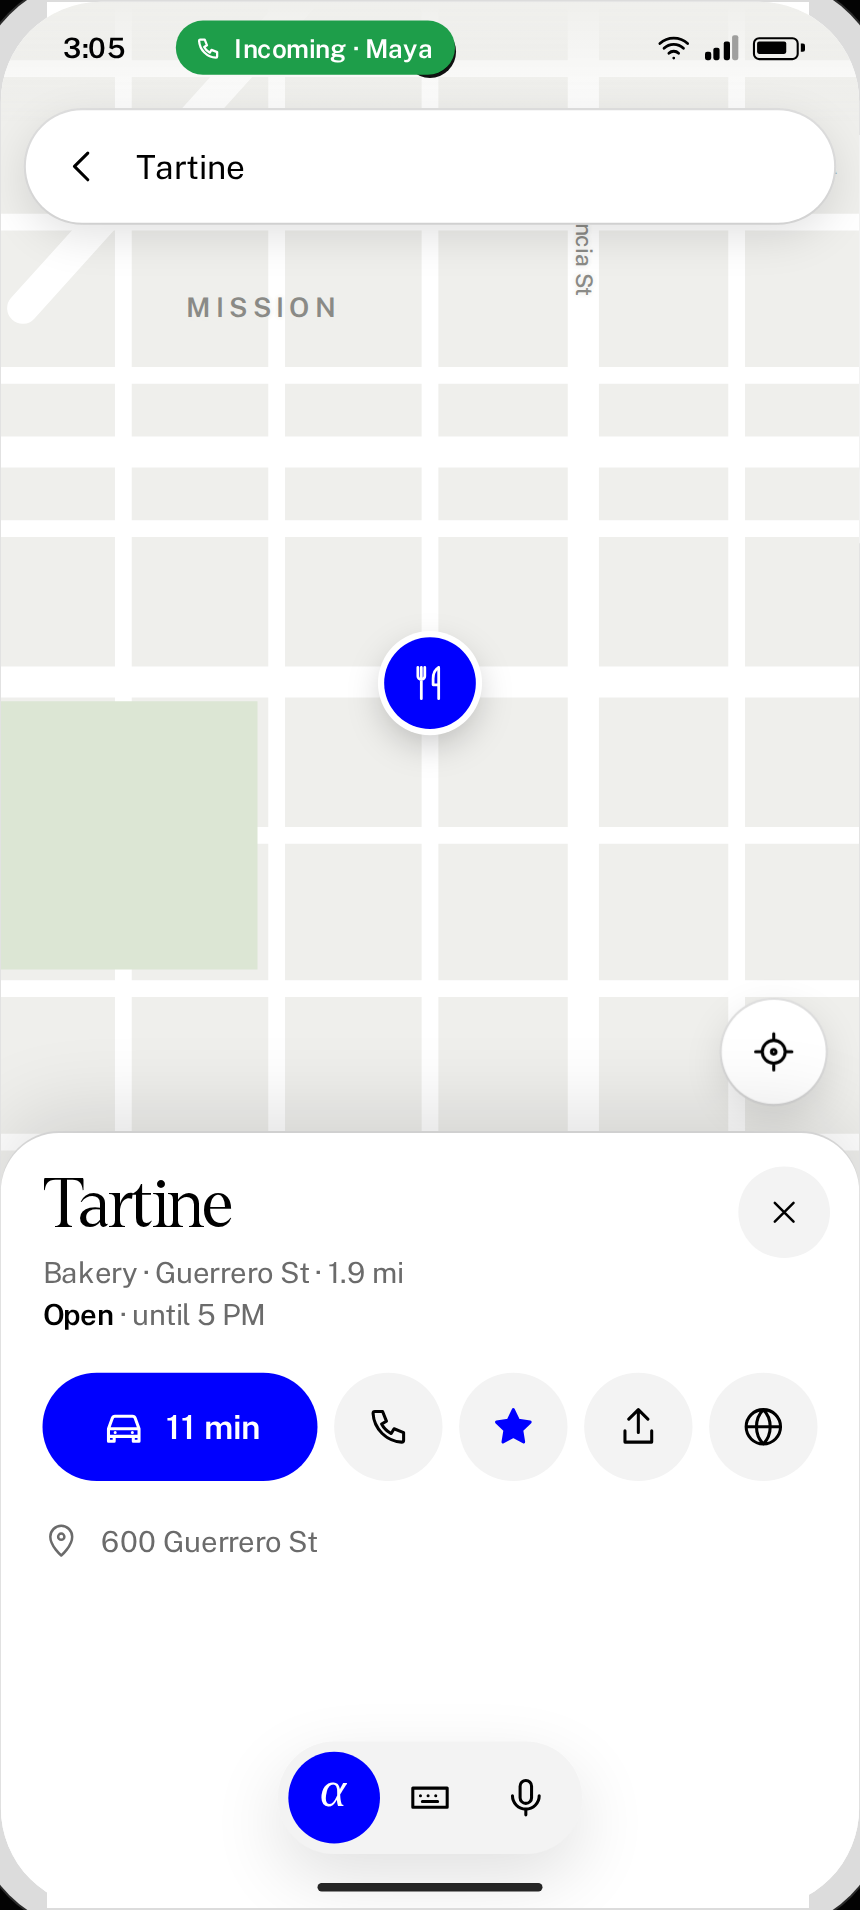 3:05
Incoming · Maya
Tartine
ncia St
MISSION
Tartine
Bakery · Guerrero St · 1.9 mi
Open · until 5 PM
11 min
600 Guerrero St
α